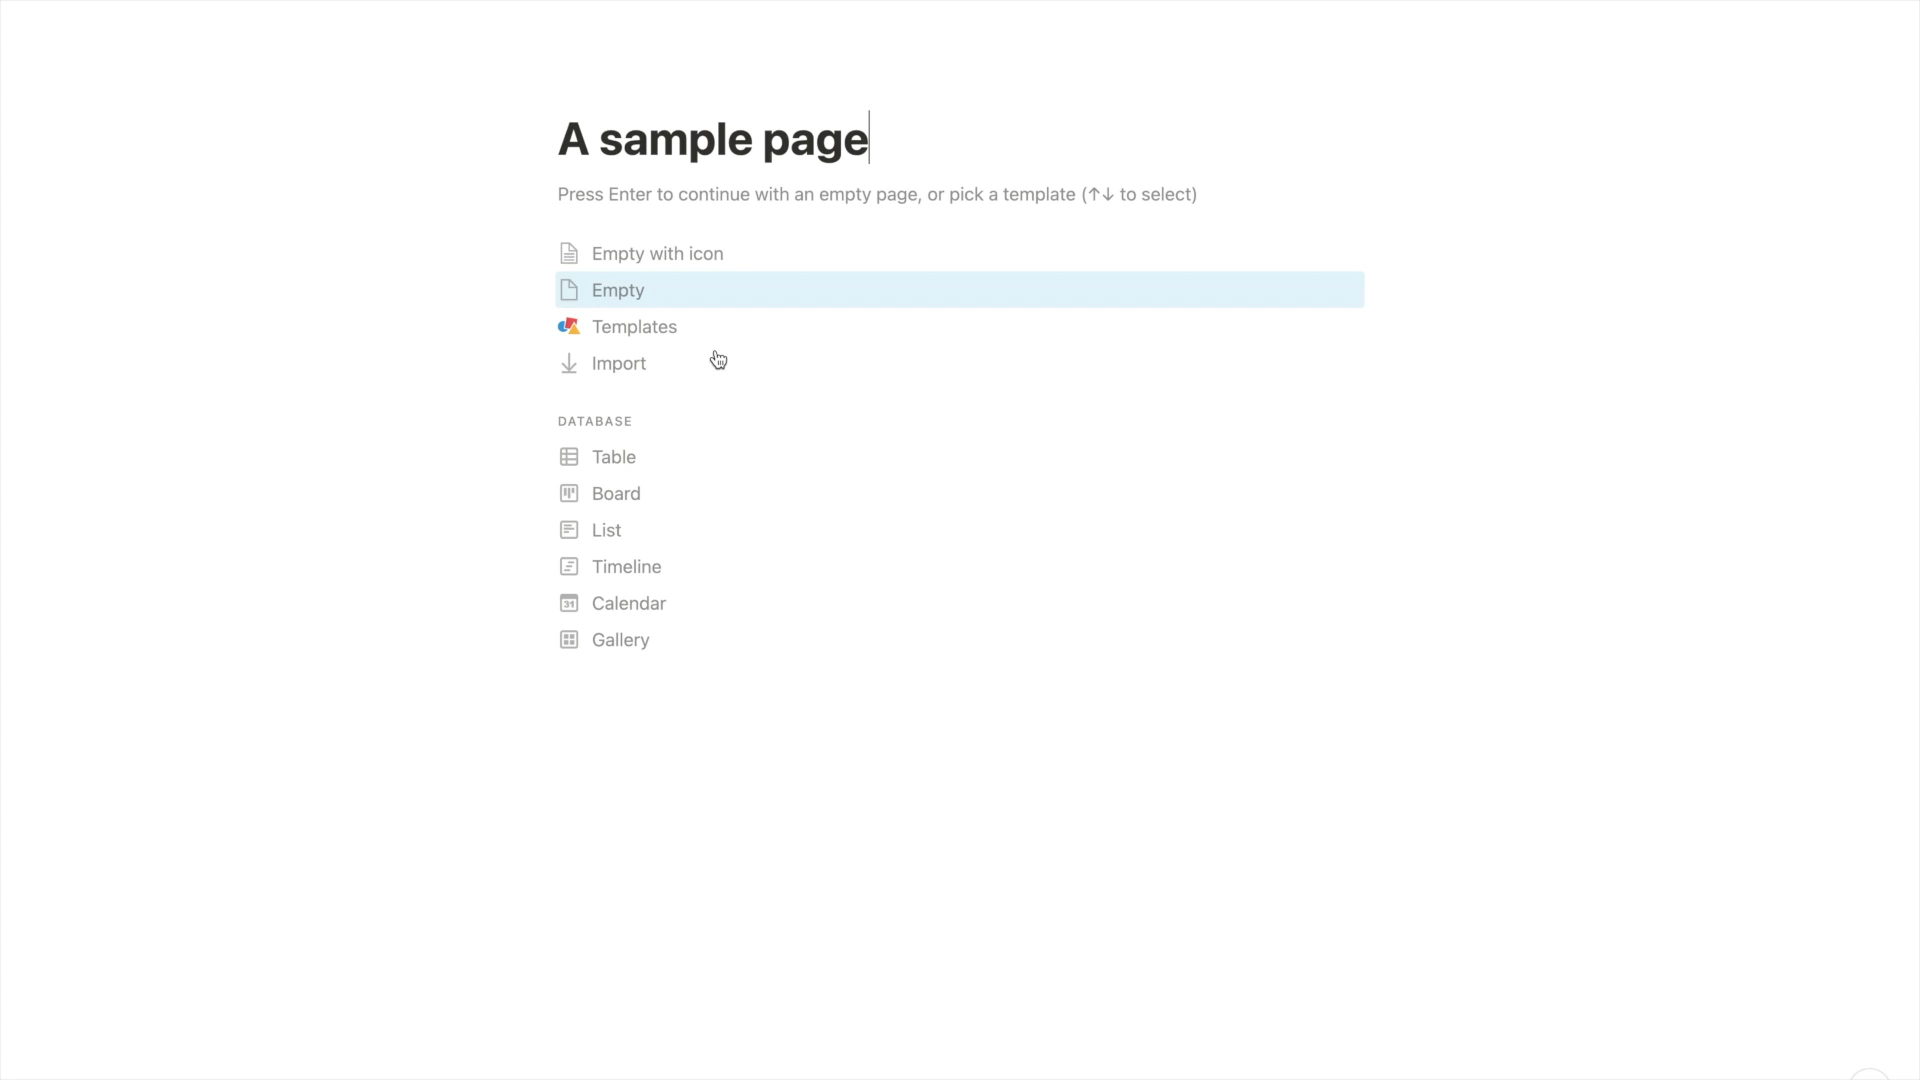 A sample page
Press Enter to continue with an empty page, or pick a template (↑↓ to select)
Empty with icon
Empty
Templates
Import
DATABASE
Table
Board
List
Timeline
31
Calendar
Gallery